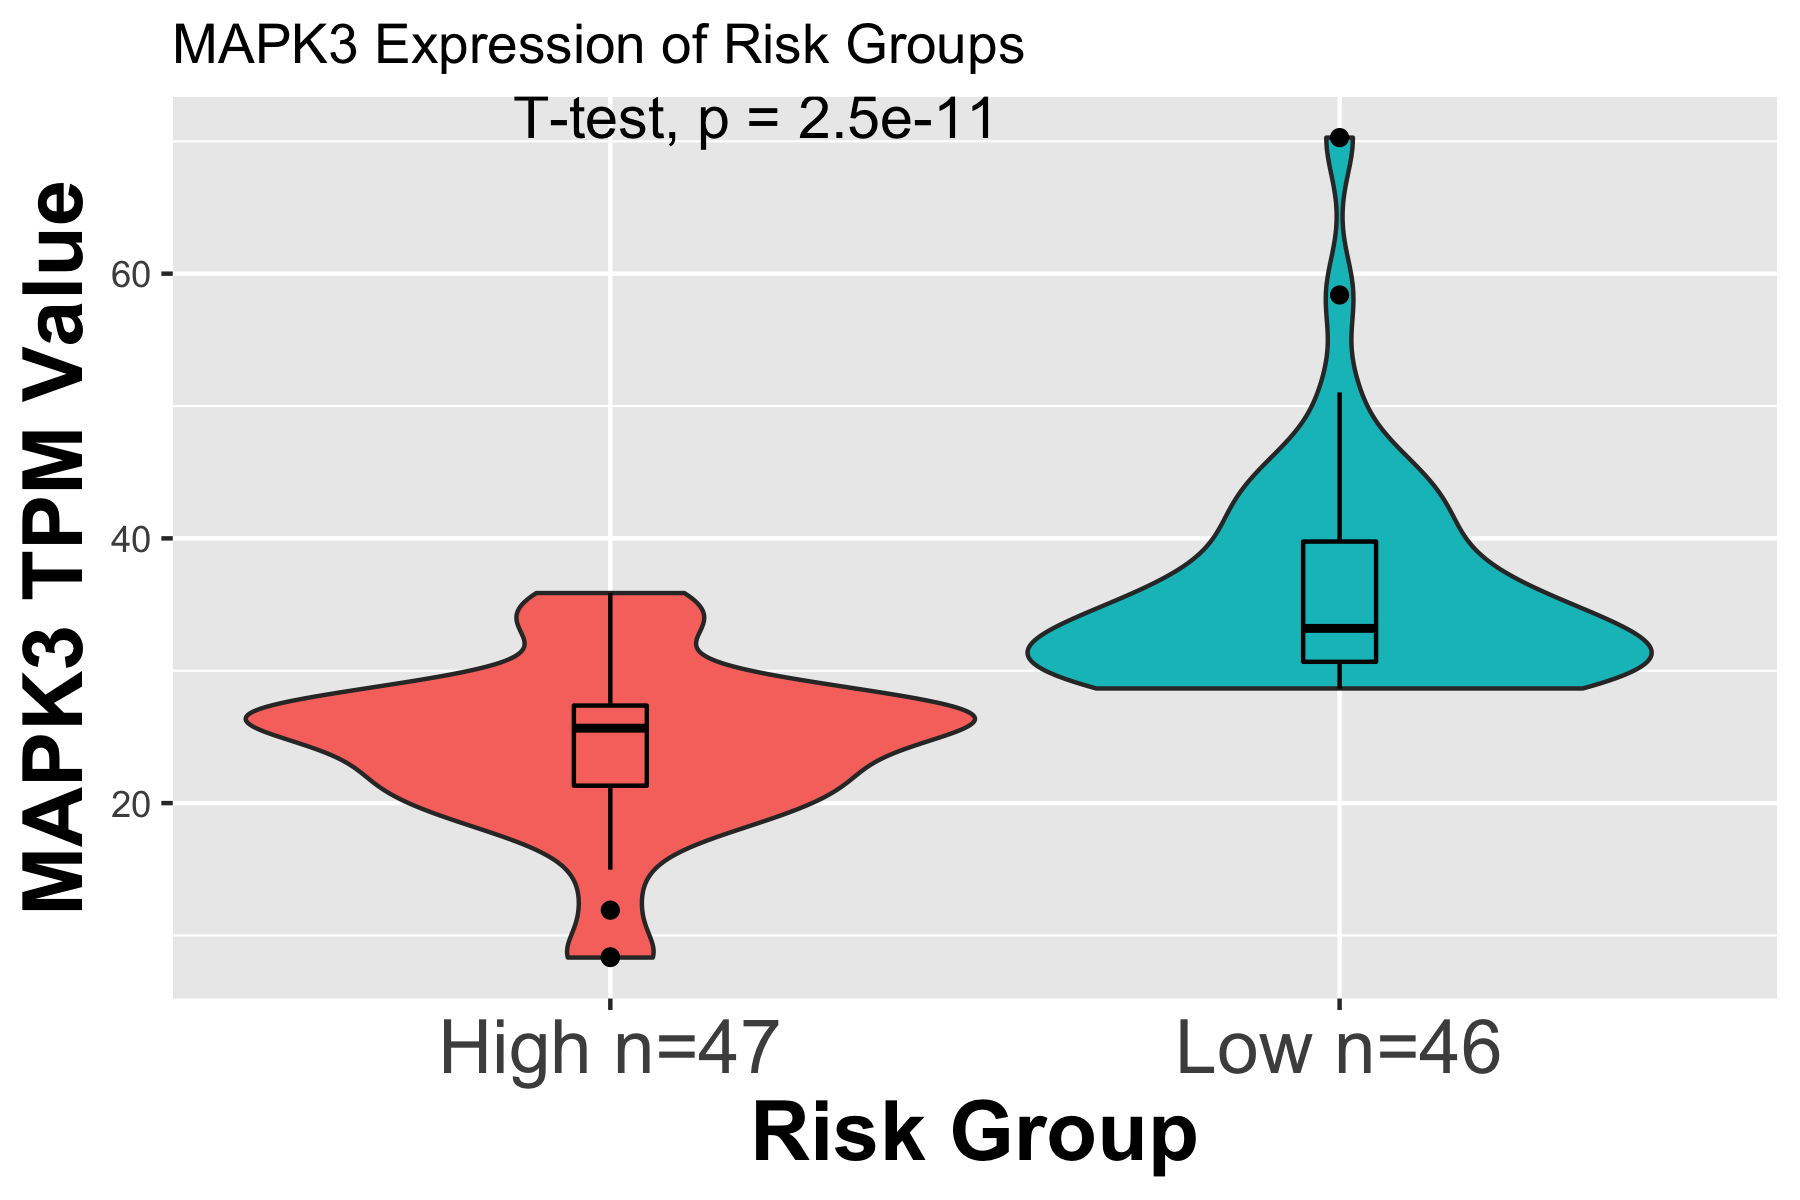 MAPK3 Expression of Risk Groups
T-test, p = 2.5e-11
MAPK3 TPM Value
60
40
20
High n=47
Low n=46
Risk Group